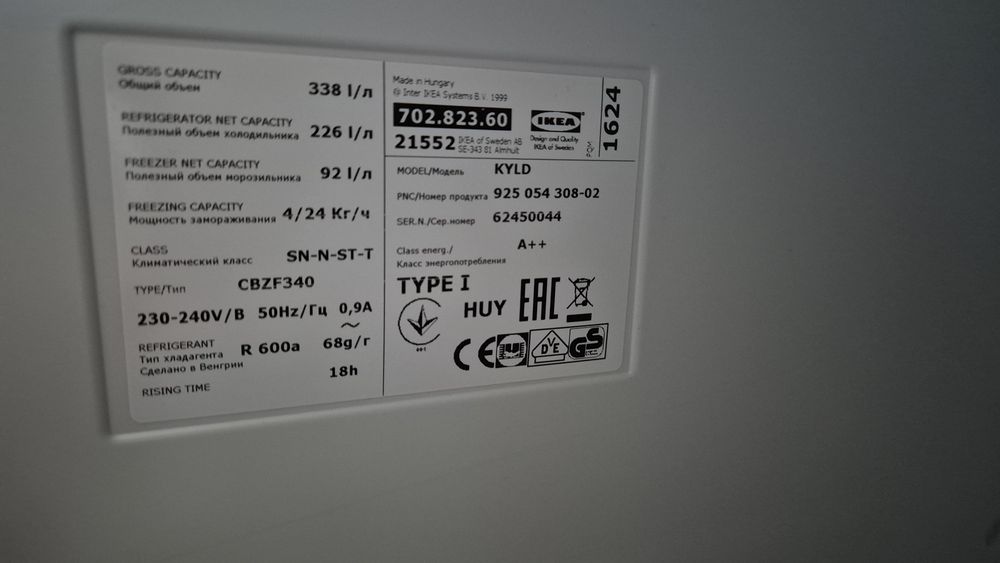 GROSS CAPACITY
Общий объем 338 l/л
REFRIGERATOR NET CAPACITY
Полезный объем холодильника 226 l/л
FREEZER NET CAPACITY
Полезный объем морозильника 92 l/л
FREEZING CAPACITY
Мощность замораживания 4/24 Кг/ч
CLASS
Климатический класс SN-N-ST-T
TYPE/Тип CBZF340
230-240V/В 50Hz/Гц 0,9A
~
REFRIGERANT
Тип хладагента R 600a 68g/г
Сделано в Венгрии
18h
RISING TIME
Made in Hungary
© Inter IKEA Systems B.V. 1999
702.823.60
21552 IKEA of Sweden AB
SE-343 81 Älmhult
IKEA
Design and Quality
IKEA of Sweden
PQM
1624
MODEL/Модель KYLD
PNC/Номер продукта 925 054 308-02
SER.N./Сер.номер 62450044
Class energ./ A++
Класс энергопотребления
TYPE I
HUY EAC
001
CE VDE GS